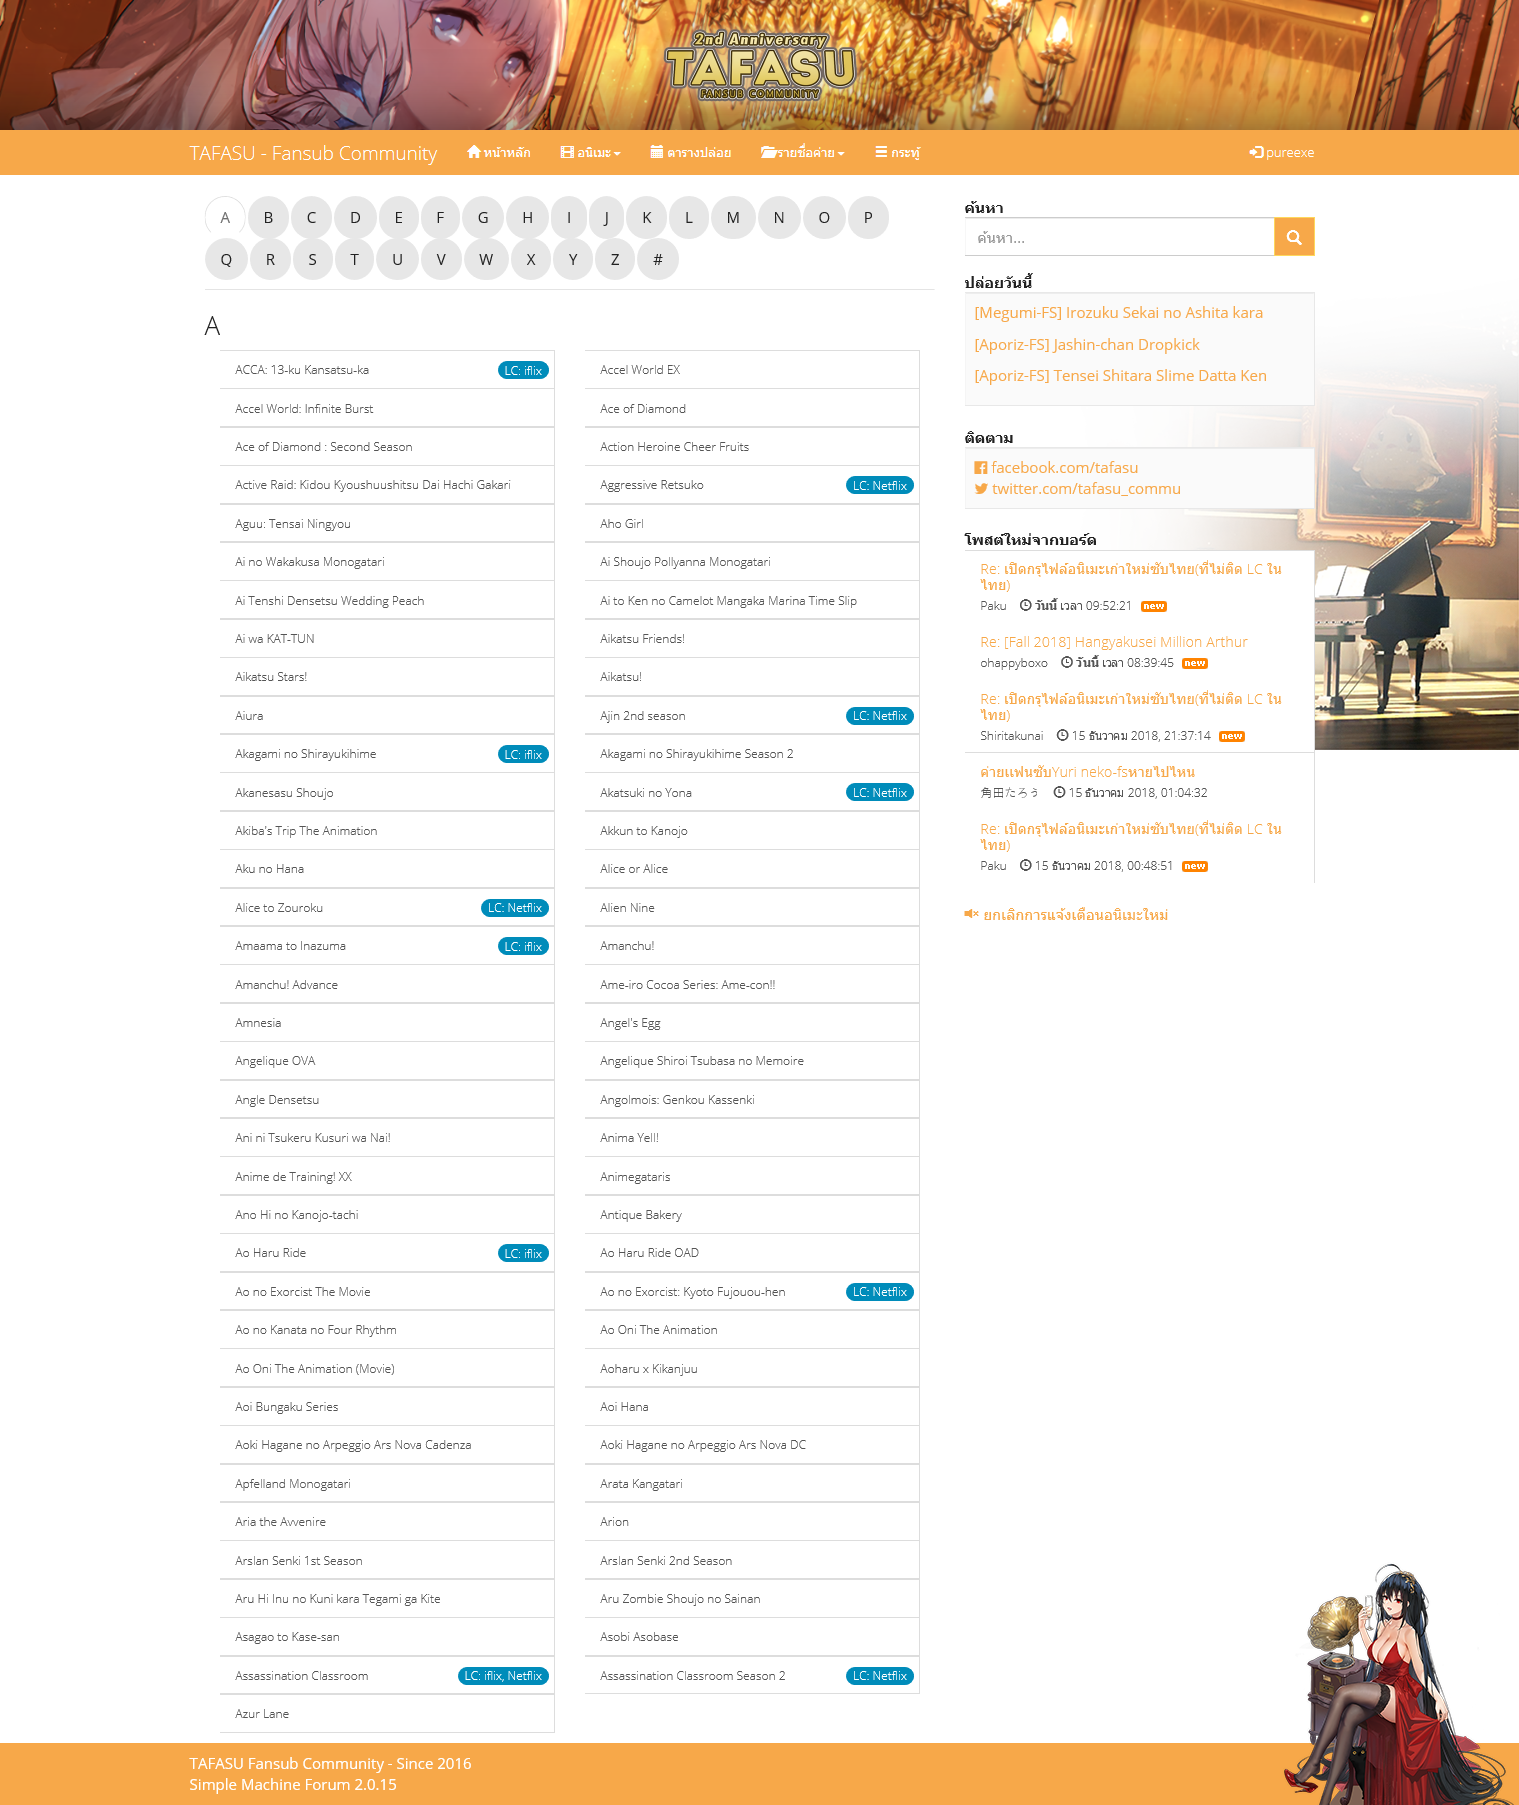 2nd Anniversary
TAFASU
FANSUB COMMUNITY
TAFASU - Fansub Community
หน้าหลัก
อนิเมะ
ตารางปล่อย
รายชื่อค่าย
กระทู้
pureexe
A B C D E F G H I J K L M N O P
Q R S T U V W X Y Z #
A
ACCA: 13-ku Kansatsu-ka LC: iflix
Accel World EX
Accel World: Infinite Burst
Ace of Diamond
Ace of Diamond : Second Season
Action Heroine Cheer Fruits
Active Raid: Kidou Kyoushuushitsu Dai Hachi Gakari
Aggressive Retsuko LC: Netflix
Aguu: Tensai Ningyou
Aho Girl
Ai no Wakakusa Monogatari
Ai Shoujo Pollyanna Monogatari
Ai Tenshi Densetsu Wedding Peach
Ai to Ken no Camelot Mangaka Marina Time Slip
Ai wa KAT-TUN
Aikatsu Friends!
Aikatsu Stars!
Aikatsu!
Aiura
Ajin 2nd season LC: Netflix
Akagami no Shirayukihime LC: iflix
Akagami no Shirayukihime Season 2
Akanesasu Shoujo
Akatsuki no Yona LC: Netflix
Akiba's Trip The Animation
Akkun to Kanojo
Aku no Hana
Alice or Alice
Alice to Zouroku LC: Netflix
Alien Nine
Amaama to Inazuma LC: iflix
Amanchu!
Amanchu! Advance
Ame-iro Cocoa Series: Ame-con!!
Amnesia
Angel's Egg
Angelique OVA
Angelique Shiroi Tsubasa no Memoire
Angle Densetsu
Angolmois: Genkou Kassenki
Ani ni Tsukeru Kusuri wa Nai!
Anima Yell!
Anime de Training! XX
Animegataris
Ano Hi no Kanojo-tachi
Antique Bakery
Ao Haru Ride LC: iflix
Ao Haru Ride OAD
Ao no Exorcist The Movie
Ao no Exorcist: Kyoto Fujouou-hen LC: Netflix
Ao no Kanata no Four Rhythm
Ao Oni The Animation
Ao Oni The Animation (Movie)
Aoharu x Kikanjuu
Aoi Bungaku Series
Aoi Hana
Aoki Hagane no Arpeggio Ars Nova Cadenza
Aoki Hagane no Arpeggio Ars Nova DC
Apfelland Monogatari
Arata Kangatari
Aria the Avvenire
Arion
Arslan Senki 1st Season
Arslan Senki 2nd Season
Aru Hi Inu no Kuni kara Tegami ga Kite
Aru Zombie Shoujo no Sainan
Asagao to Kase-san
Asobi Asobase
Assassination Classroom LC: iflix, Netflix
Assassination Classroom Season 2 LC: Netflix
Azur Lane
ค้นหา
ค้นหา...
ปล่อยวันนี้
[Megumi-FS] Irozuku Sekai no Ashita kara
[Aporiz-FS] Jashin-chan Dropkick
[Aporiz-FS] Tensei Shitara Slime Datta Ken
ติดตาม
facebook.com/tafasu
twitter.com/tafasu_commu
โพสต์ใหม่จากบอร์ด
Re: เปิดกรุไฟล์อนิเมะเก่าใหม่ซับไทย(ที่ไม่ติด LC ใน
ไทย)
Paku วันนี้ เวลา 09:52:21 new
Re: [Fall 2018] Hangyakusei Million Arthur
ohappyboxo วันนี้ เวลา 08:39:45 new
Re: เปิดกรุไฟล์อนิเมะเก่าใหม่ซับไทย(ที่ไม่ติด LC ใน
ไทย)
Shiritakunai 15 ธันวาคม 2018, 21:37:14 new
ค่ายแฟนซับYuri neko-fsหายไปไหน
角田たろう 15 ธันวาคม 2018, 01:04:32
Re: เปิดกรุไฟล์อนิเมะเก่าใหม่ซับไทย(ที่ไม่ติด LC ใน
ไทย)
Paku 15 ธันวาคม 2018, 00:48:51 new
ยกเลิกการแจ้งเตือนอนิเมะใหม่
TAFASU Fansub Community - Since 2016
Simple Machine Forum 2.0.15